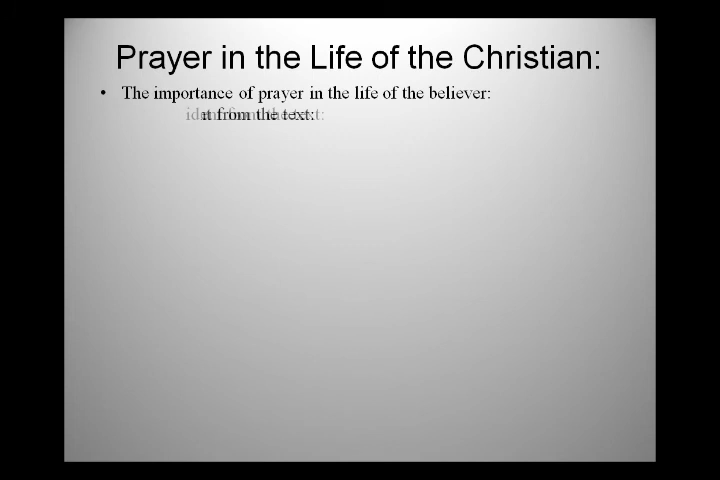 Prayer in the Life of the Christian:
• The importance of prayer in the life of the believer:
from the text: